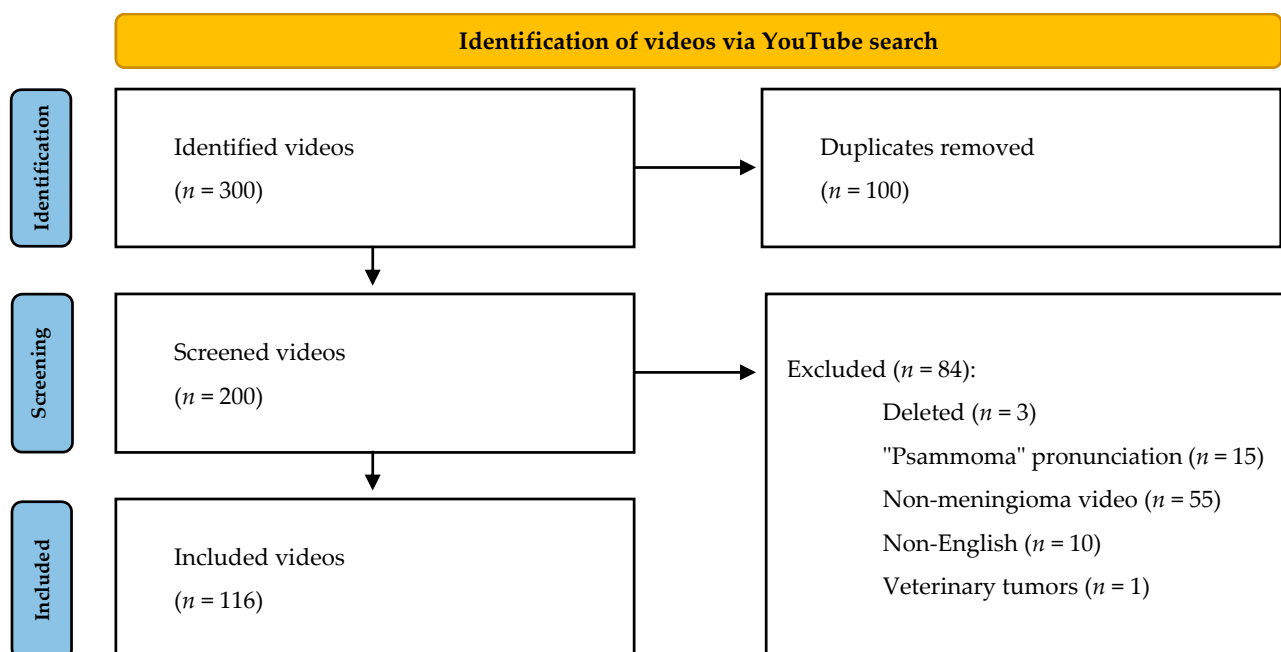 Identification of videos via YouTube search
Identification
Identified videos
(n = 300)
Duplicates removed
(n = 100)
Screening
Screened videos
(n = 200)
Excluded (n = 84):
Deleted (n = 3)
"Psammoma" pronunciation (n = 15)
Non-meningioma video (n = 55)
Non-English (n = 10)
Veterinary tumors (n = 1)
Included
Included videos
(n = 116)